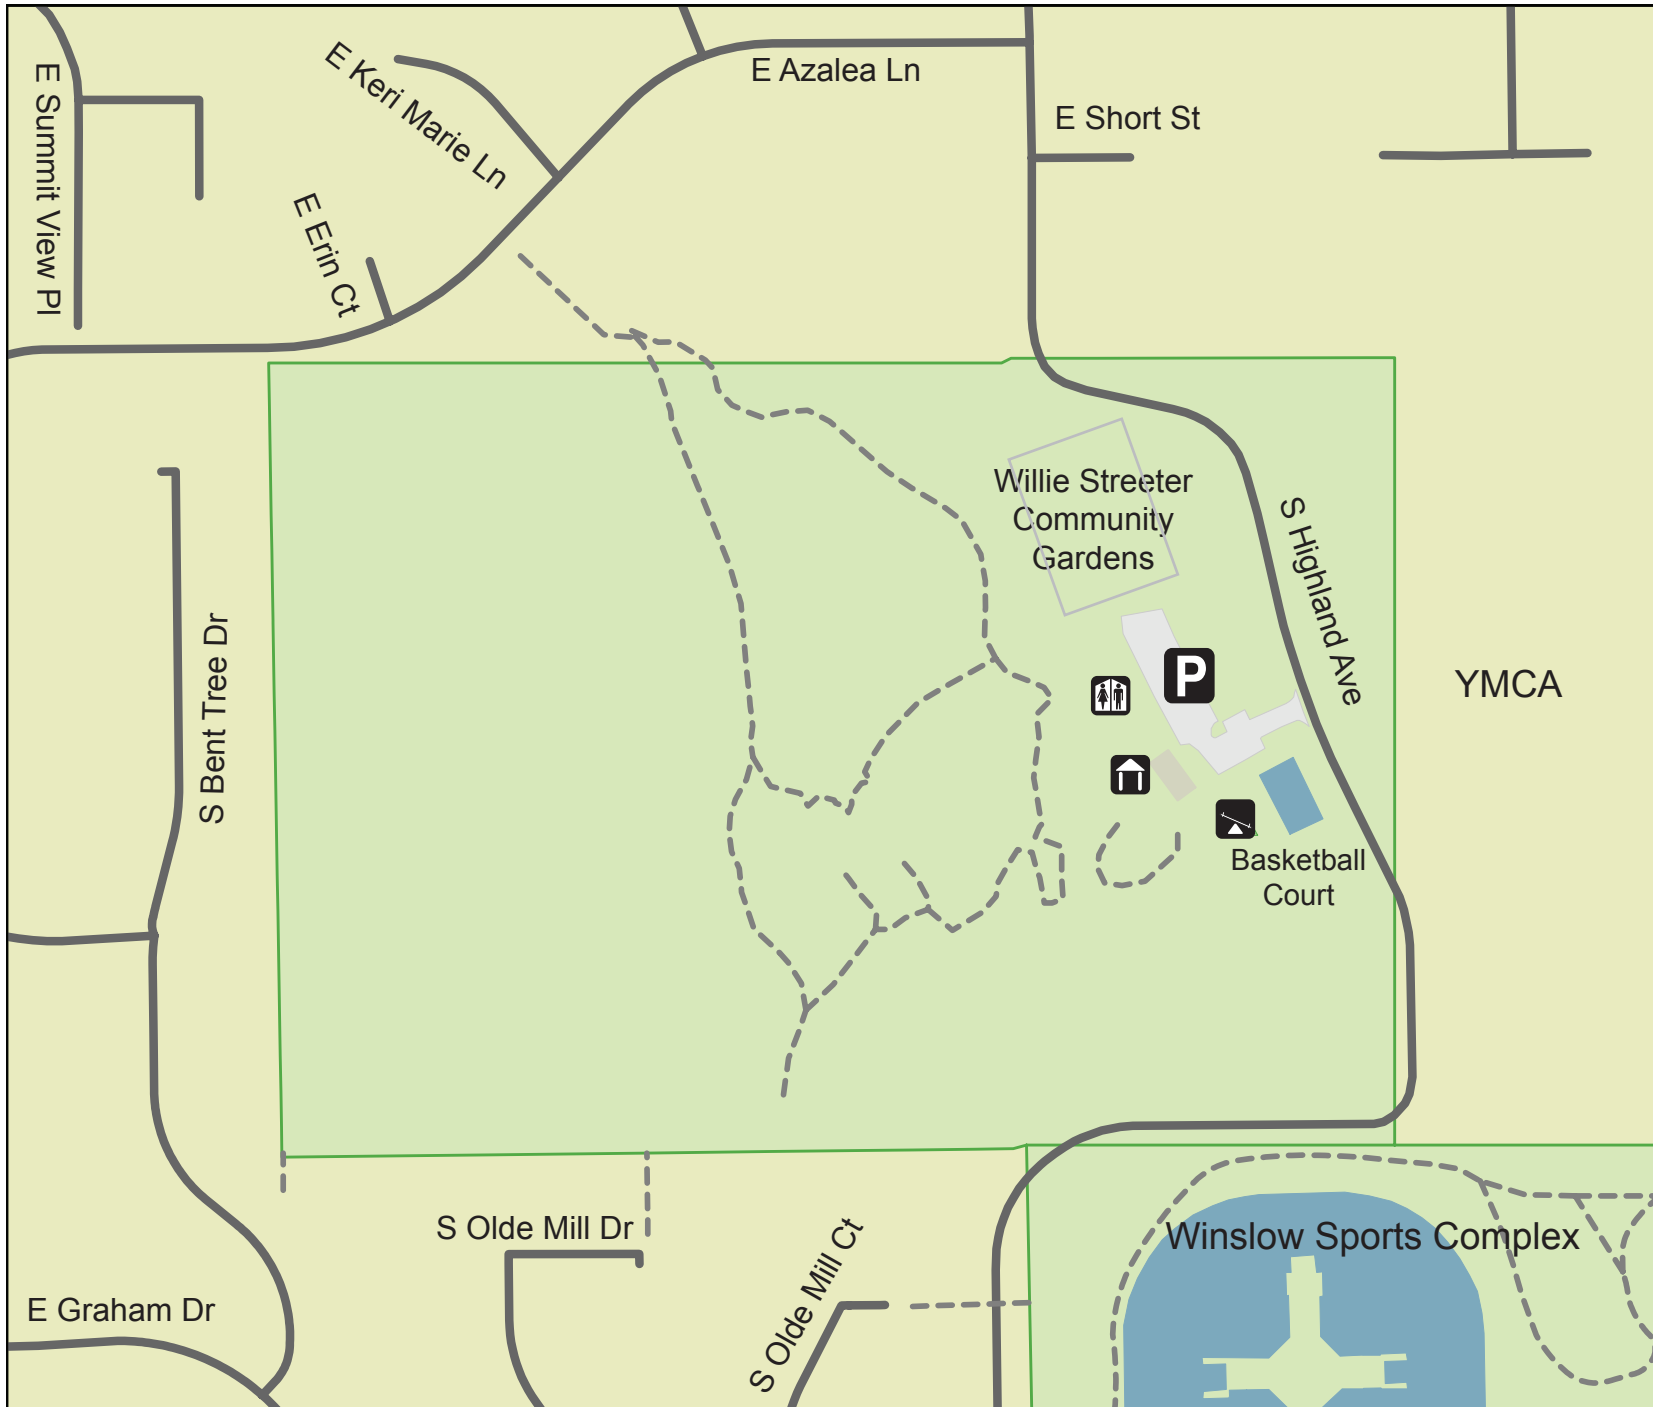 E Summit View Pl
E Keri Marie Ln
E Azalea Ln
E Short St
E Erin Ct
Willie Streeter
Community
Gardens
S Highland Ave
S Bent Tree Dr
P
YMCA
Basketball
Court
S Olde Mill Dr
S Olde Mill Ct
Winslow Sports Complex
E Graham Dr